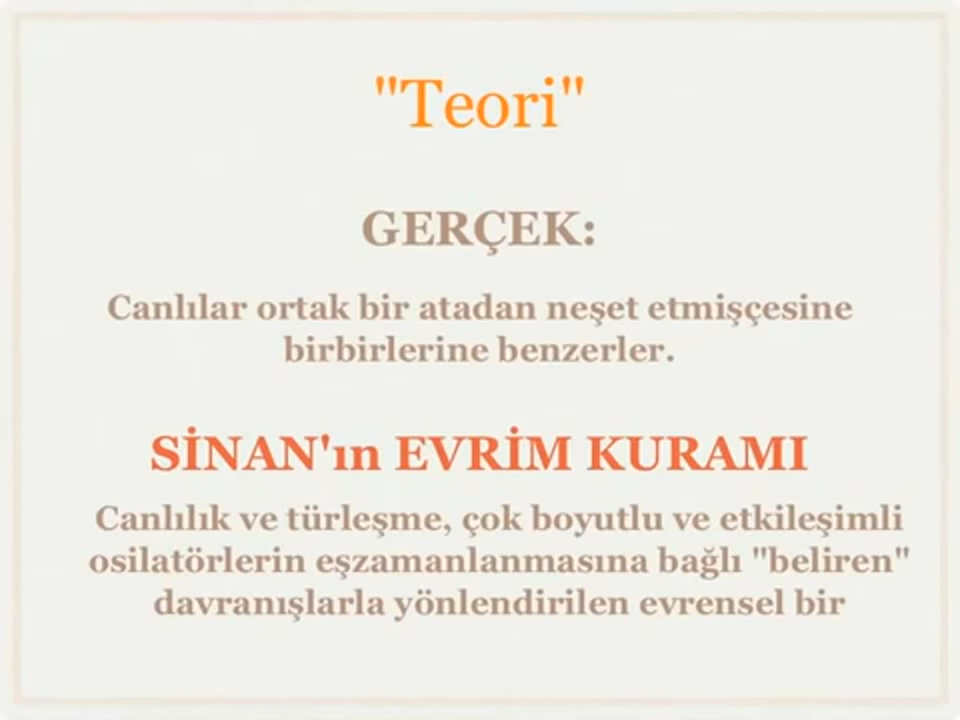 "Teori"
GERÇEK:
Canlılar ortak bir atadan neşet etmişçesine
birbirlerine benzerler.
SİNAN'ın EVRİM KURAMI
Canlılık ve türleşme, çok boyutlu ve etkileşimli
osilatörlerin eşzamanlanmasına bağlı "beliren"
davranışlarla yönlendirilen evrensel bir